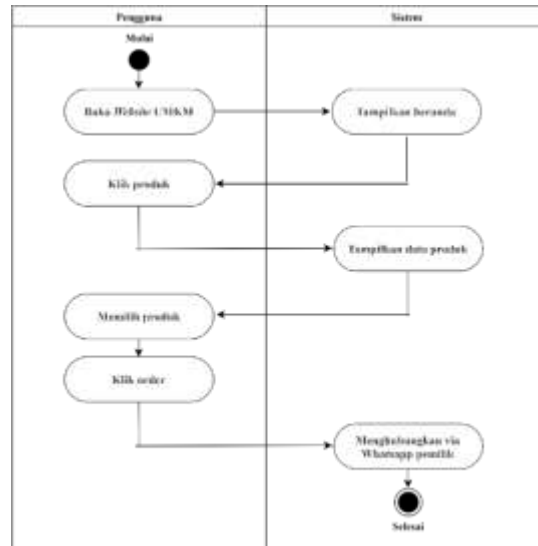 Pengguna
Sistem
Mulai
Buka Website UMKM
Tampilkan beranda
Klik produk
Tampilkan data produk
Memilih produk
Klik order
Menghubungkan via
Whatsapp pemilik
Selesai